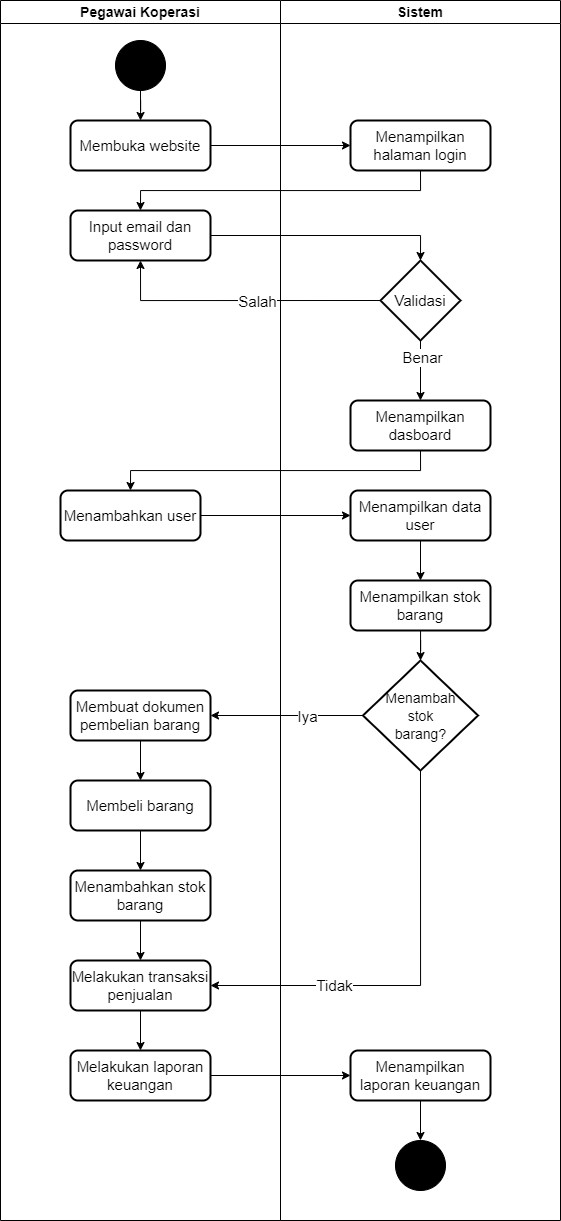 Pegawai Koperasi
Sistem
Membuka website
Menampilkan
halaman login
Input email dan
password
Salah
Validasi
Benar
Menampilkan
dasboard
Menambahkan user
Menampilkan data
user
Menampilkan stok
barang
Membuat dokumen
pembelian barang
Iya
Menambah
stok
barang?
Membeli barang
Menambahkan stok
barang
Melakukan transaksi
penjualan
Tidak
Melakukan laporan
keuangan
Menampilkan
laporan keuangan